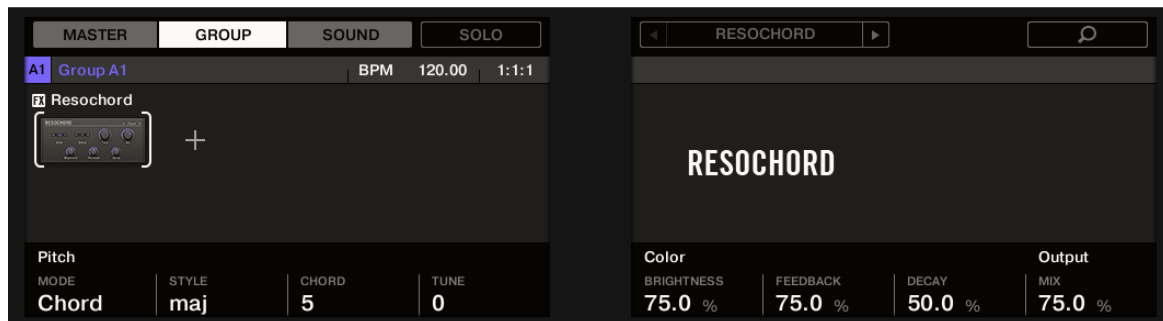 MASTER GROUP SOUND SOLO
A1 Group A1 BPM 120.00 1:1:1
FX Resochord
RESOCHORD
Pitch
MODE STYLE CHORD TUNE
Chord maj 5 0
RESOCHORD
RESOCHORD
Color Output
BRIGHTNESS FEEDBACK DECAY MIX
75.0 % 75.0 % 50.0 % 75.0 %